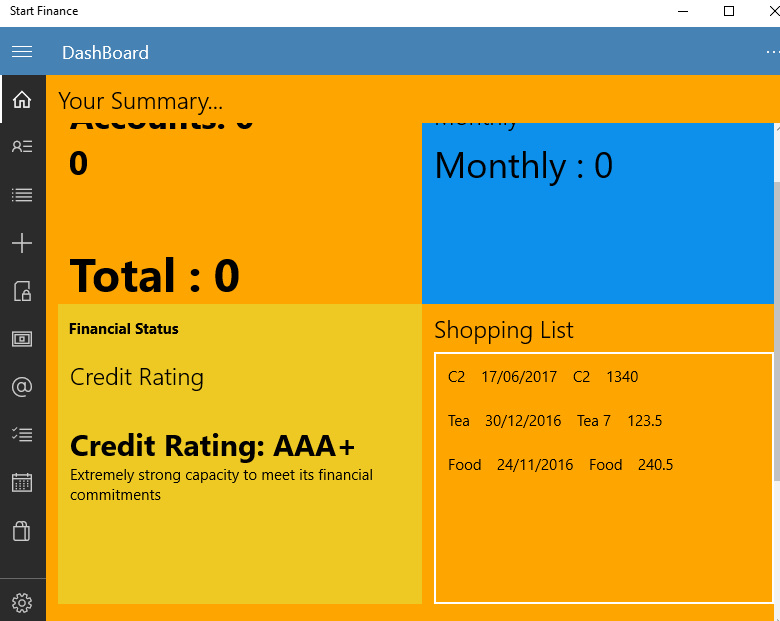 Start Finance
DashBoard
Your Summary...
Accounts: 0
0
Total : 0
Monthly
Monthly : 0
Financial Status
Credit Rating
Credit Rating: AAA+
Extremely strong capacity to meet its financial
commitments
Shopping List
C2 17/06/2017 C2 1340
Tea 30/12/2016 Tea 7 123.5
Food 24/11/2016 Food 240.5